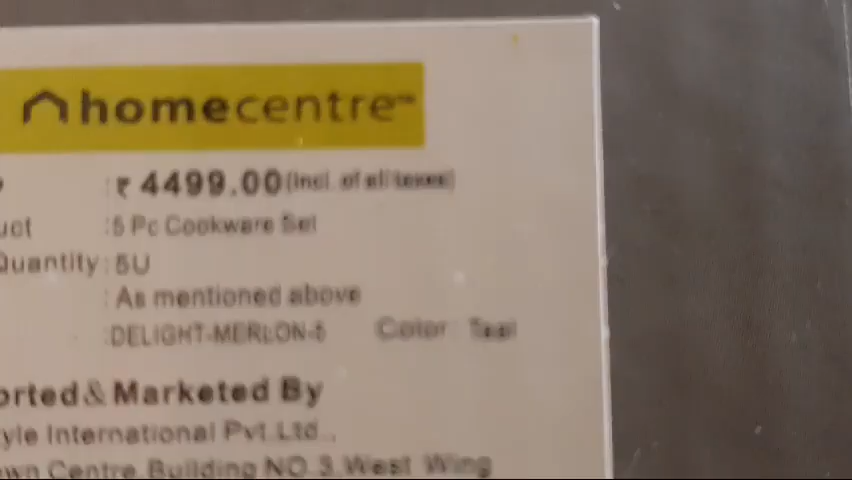 homecentre™
: ₹ 4499.00 (Incl. of all taxes)
uct :5 Pc Cookware Set
Quantity : 5U
: As mentioned above
:DELIGHT-MERLON-5 Color : Teal
orted & Marketed By
yle International Pvt.Ltd.,
own Centre,Building NO.3,West Wing